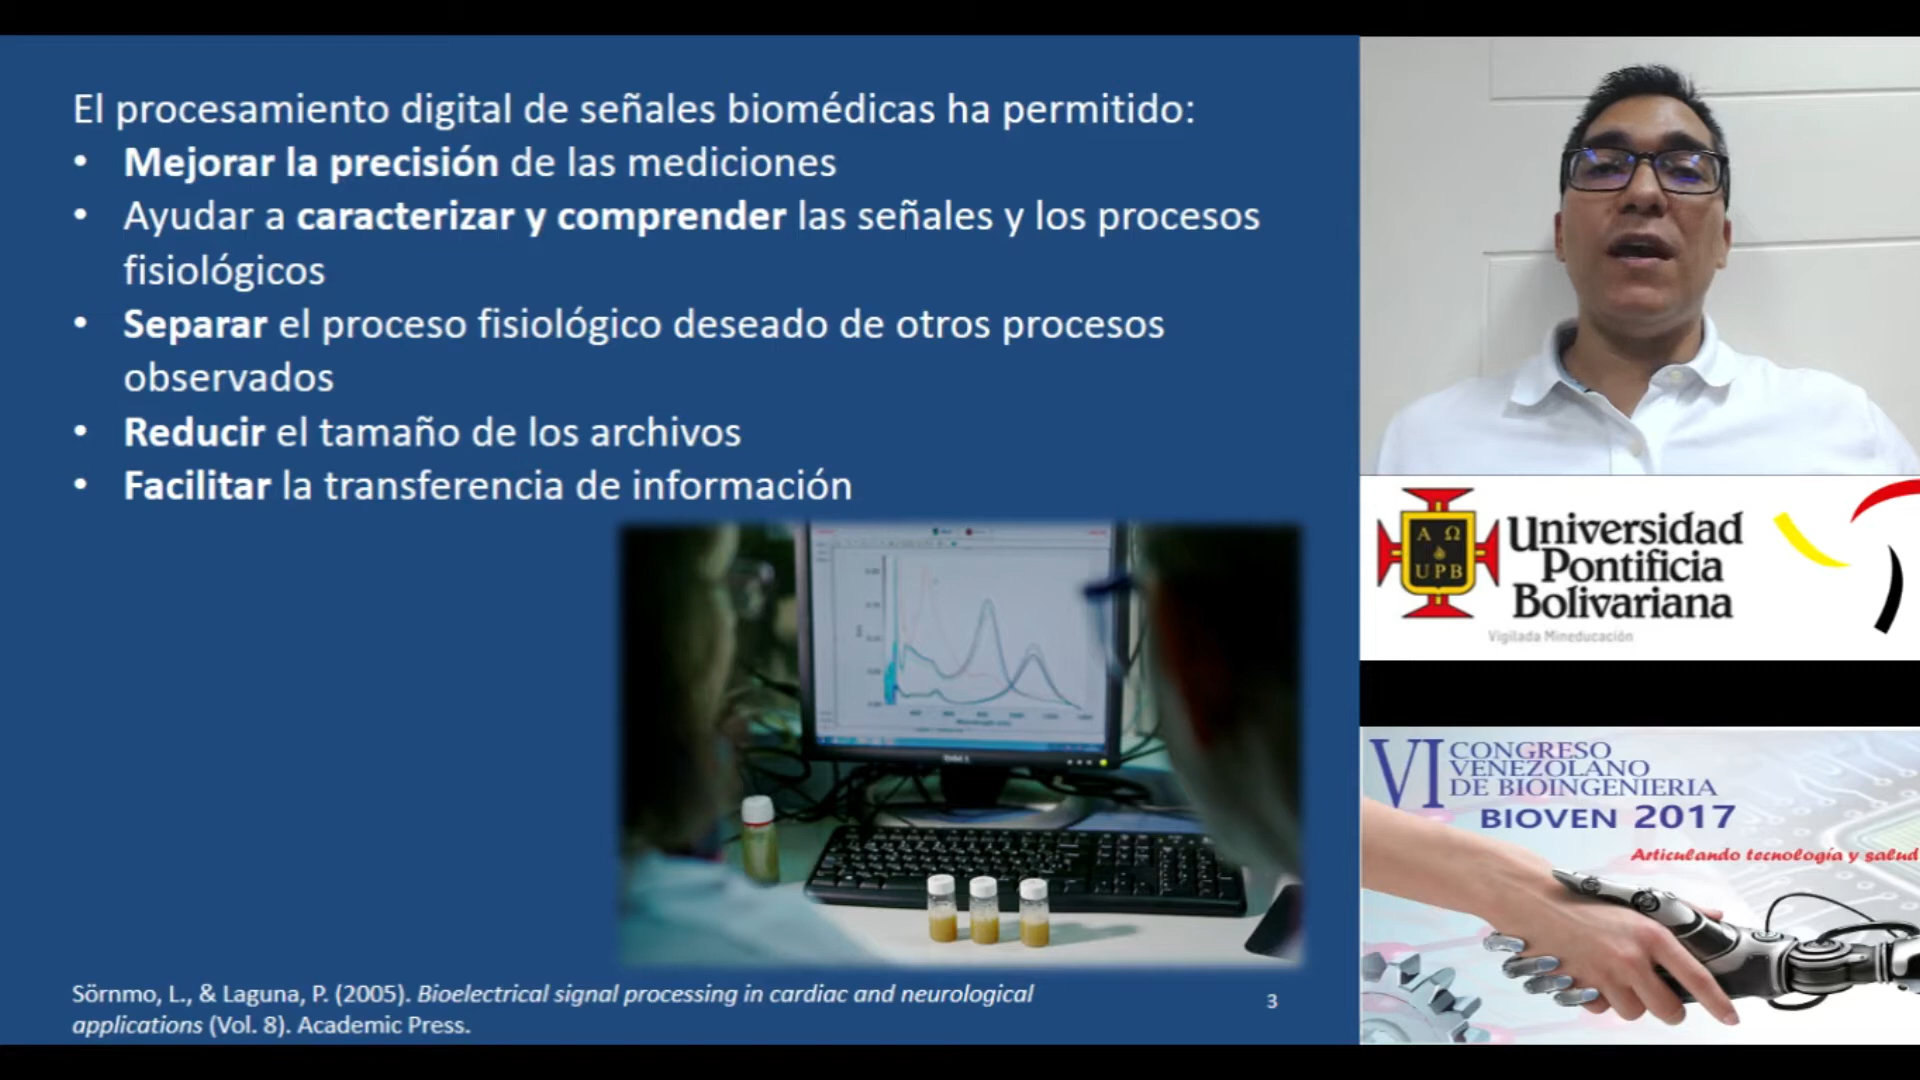 El procesamiento digital de señales biomédicas ha permitido:
• Mejorar la precisión de las mediciones
• Ayudar a caracterizar y comprender las señales y los procesos
fisiológicos
• Separar el proceso fisiológico deseado de otros procesos
observados
• Reducir el tamaño de los archivos
• Facilitar la transferencia de información
Sörnmo, L., & Laguna, P. (2005). Bioelectrical signal processing in cardiac and neurological
applications (Vol. 8). Academic Press.
3
Α Ω
UPB
Universidad
Pontificia
Bolivariana
Vigilada Mineducación
VI CONGRESO
VENEZOLANO
DE BIOINGENIERIA
BIOVEN 2017
Articulando tecnología y salud